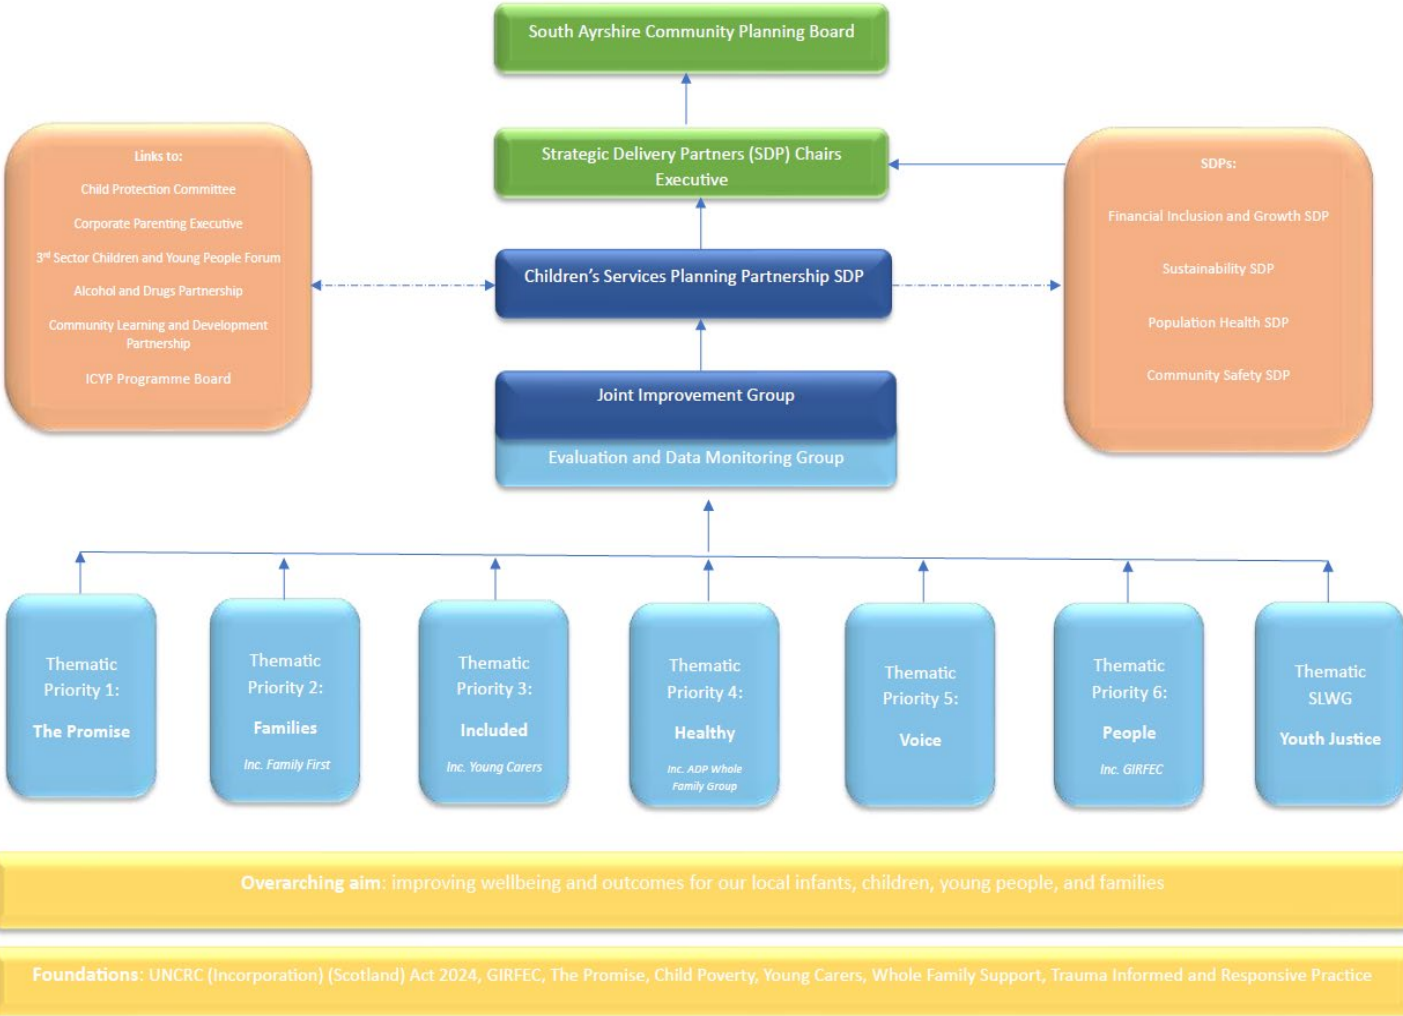 South Ayrshire Community Planning Board
Strategic Delivery Partners (SDP) Chairs
Executive
Links to:
Child Protection Committee
Corporate Parenting Executive
3rd Sector Children and Young People Forum
Alcohol and Drugs Partnership
Community Learning and Development
Partnership
ICYP Programme Board
Children's Services Planning Partnership SDP
SDPs:
Financial Inclusion and Growth SDP
Sustainability SDP
Population Health SDP
Community Safety SDP
Joint Improvement Group
Evaluation and Data Monitoring Group
Thematic
Priority 1:
The Promise
Thematic
Priority 2:
Families
Inc. Family First
Thematic
Priority 3:
Included
Inc. Young Carers
Thematic
Priority 4:
Healthy
Inc. ADP Whole
Family Group
Thematic
Priority 5:
Voice
Thematic
Priority 6:
People
Inc. GIRFEC
Thematic
SLWG
Youth Justice
Overarching aim: improving wellbeing and outcomes for our local infants, children, young people, and families
Foundations: UNCRC (Incorporation) (Scotland) Act 2024, GIRFEC, The Promise, Child Poverty, Young Carers, Whole Family Support, Trauma Informed and Responsive Practice